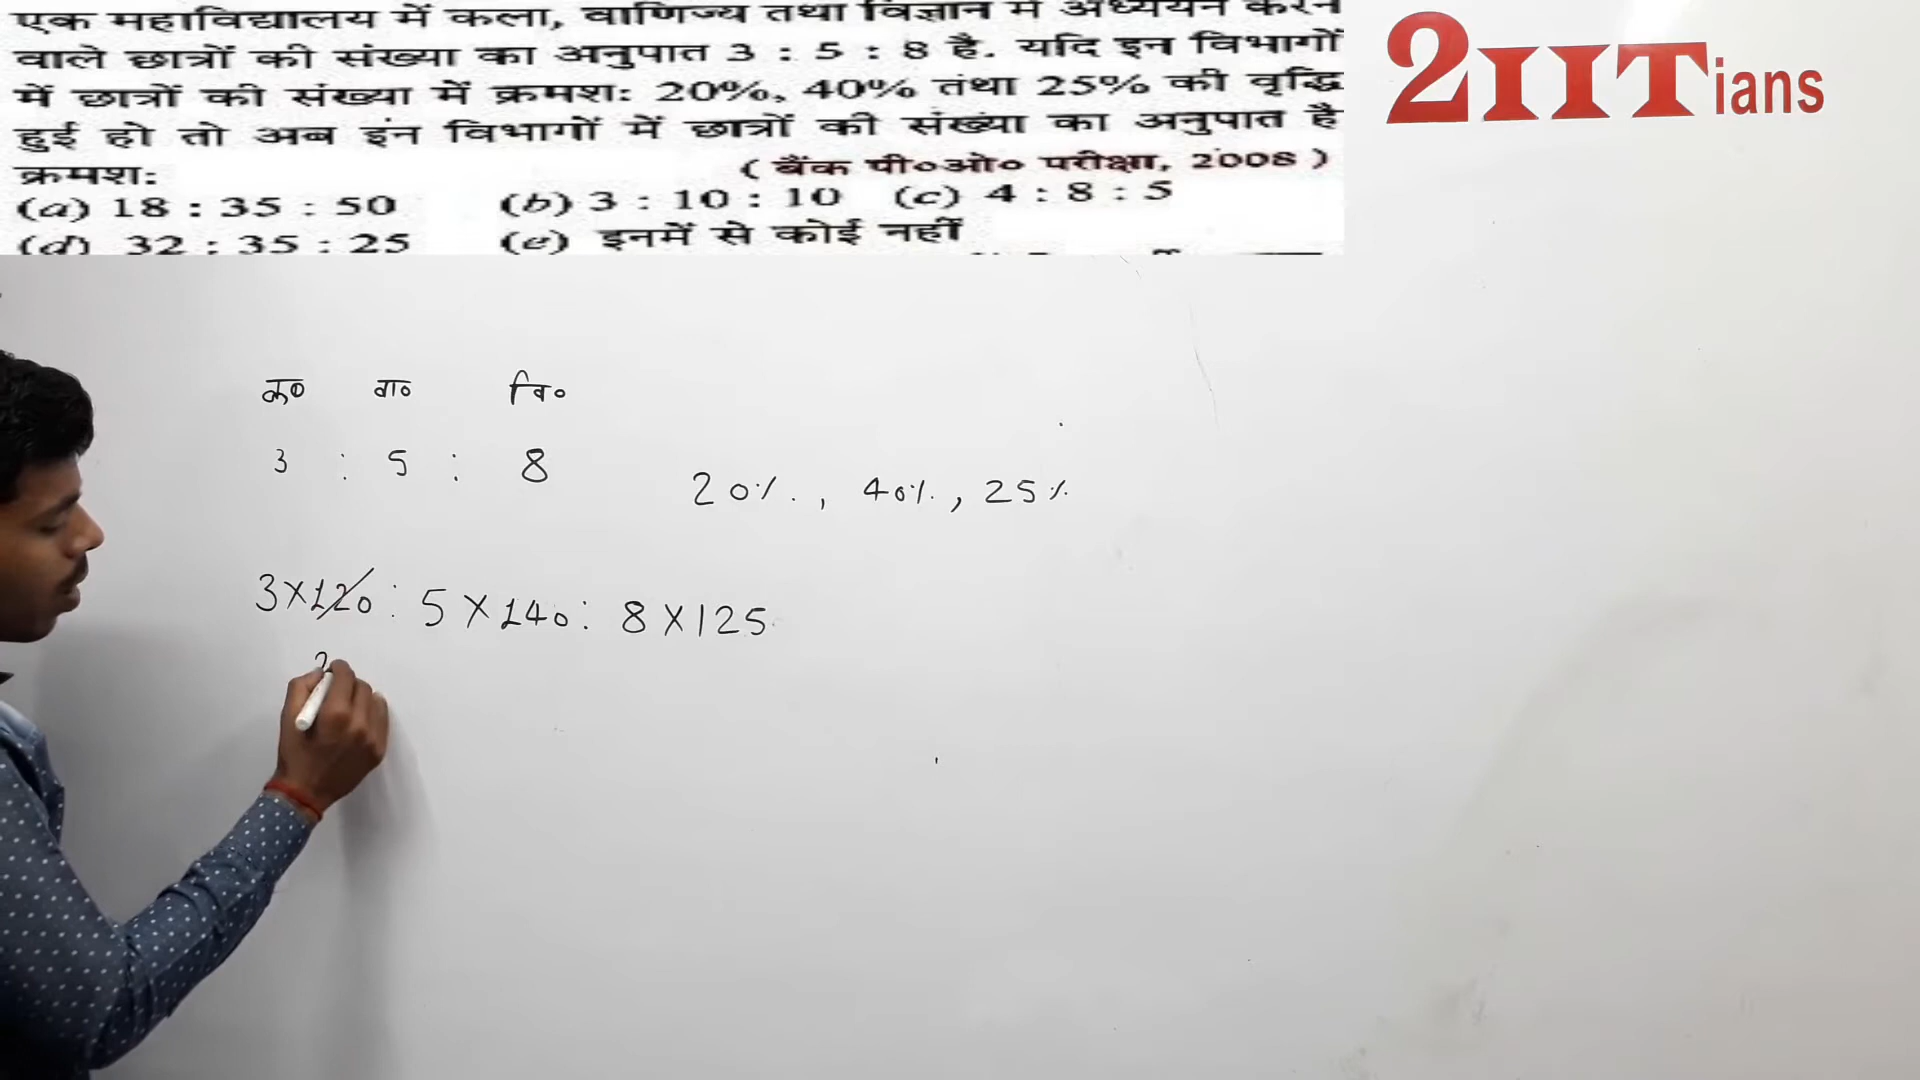 एक महाविद्यालय में कला, वाणिज्य तथा विज्ञान में अध्ययन करने
वाले छात्रों की संख्या का अनुपात 3 : 5 : 8 है. यदि इन विभागों
में छात्रों की संख्या में क्रमशः 20%, 40% तथा 25% की वृद्धि
हुई हो तो अब इन विभागों में छात्रों की संख्या का अनुपात है
क्रमशः
( बैंक पी०ओ० परीक्षा, 2008 )
(a) 18 : 35 : 50 (b) 3 : 10 : 10 (c) 4 : 8 : 5
(d) 32 : 35 : 25 (e) इनमें से कोई नहीं
2IITians
क० वा० वि०
3 : 5 : 8
20%, 40%, 25%
3×120 : 5×140 : 8×125